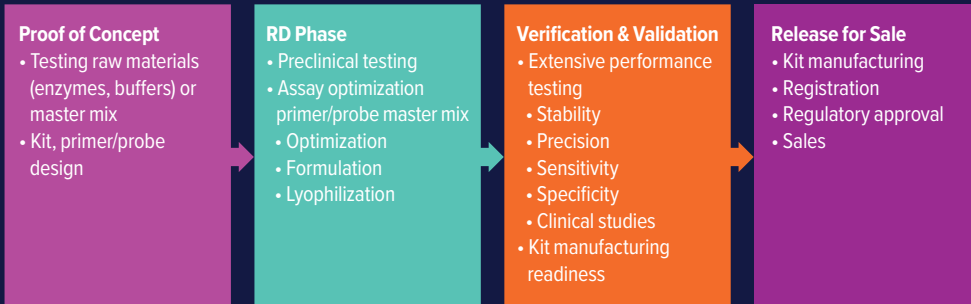 Proof of Concept
• Testing raw materials
(enzymes, buffers) or
master mix
• Kit, primer/probe
design
RD Phase
• Preclinical testing
• Assay optimization
primer/probe master mix
• Optimization
• Formulation
• Lyophilization
Verification & Validation
• Extensive performance
testing
• Stability
• Precision
• Sensitivity
• Specificity
• Clinical studies
• Kit manufacturing
readiness
Release for Sale
• Kit manufacturing
• Registration
• Regulatory approval
• Sales